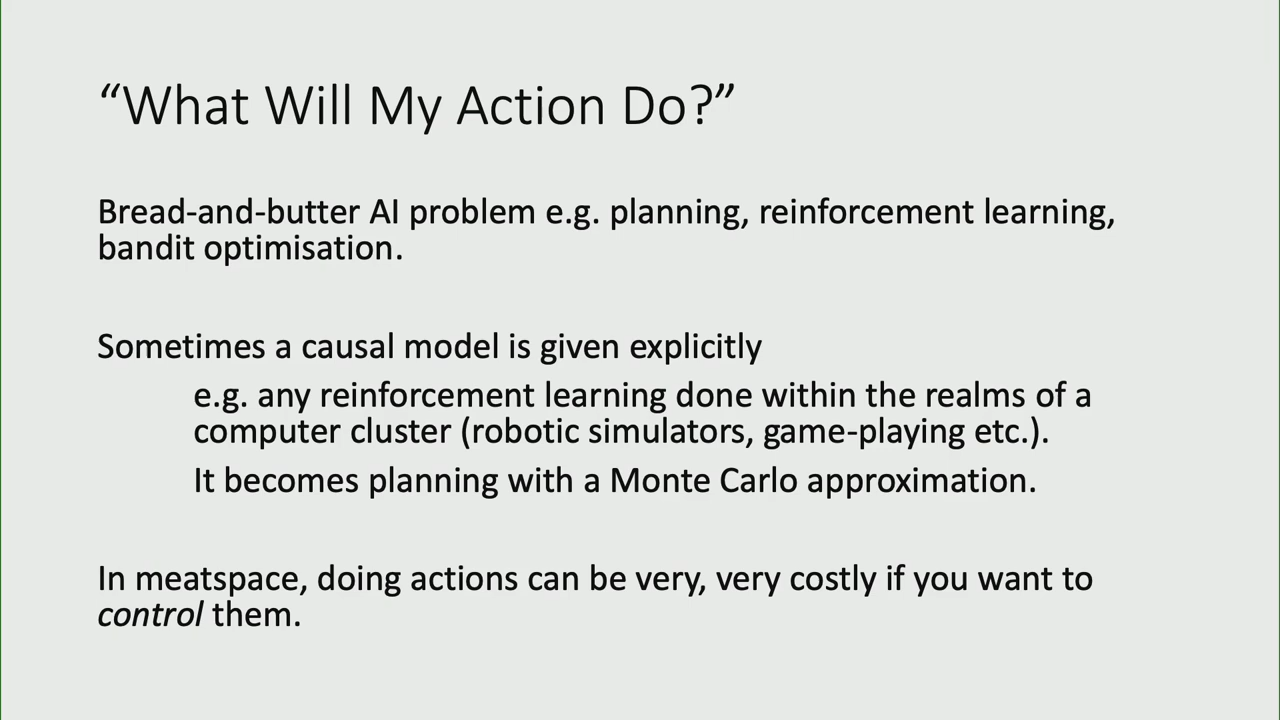 “What Will My Action Do?”
Bread-and-butter AI problem e.g. planning, reinforcement learning,
bandit optimisation.
Sometimes a causal model is given explicitly
e.g. any reinforcement learning done within the realms of a
computer cluster (robotic simulators, game-playing etc.).
It becomes planning with a Monte Carlo approximation.
In meatspace, doing actions can be very, very costly if you want to
control them.